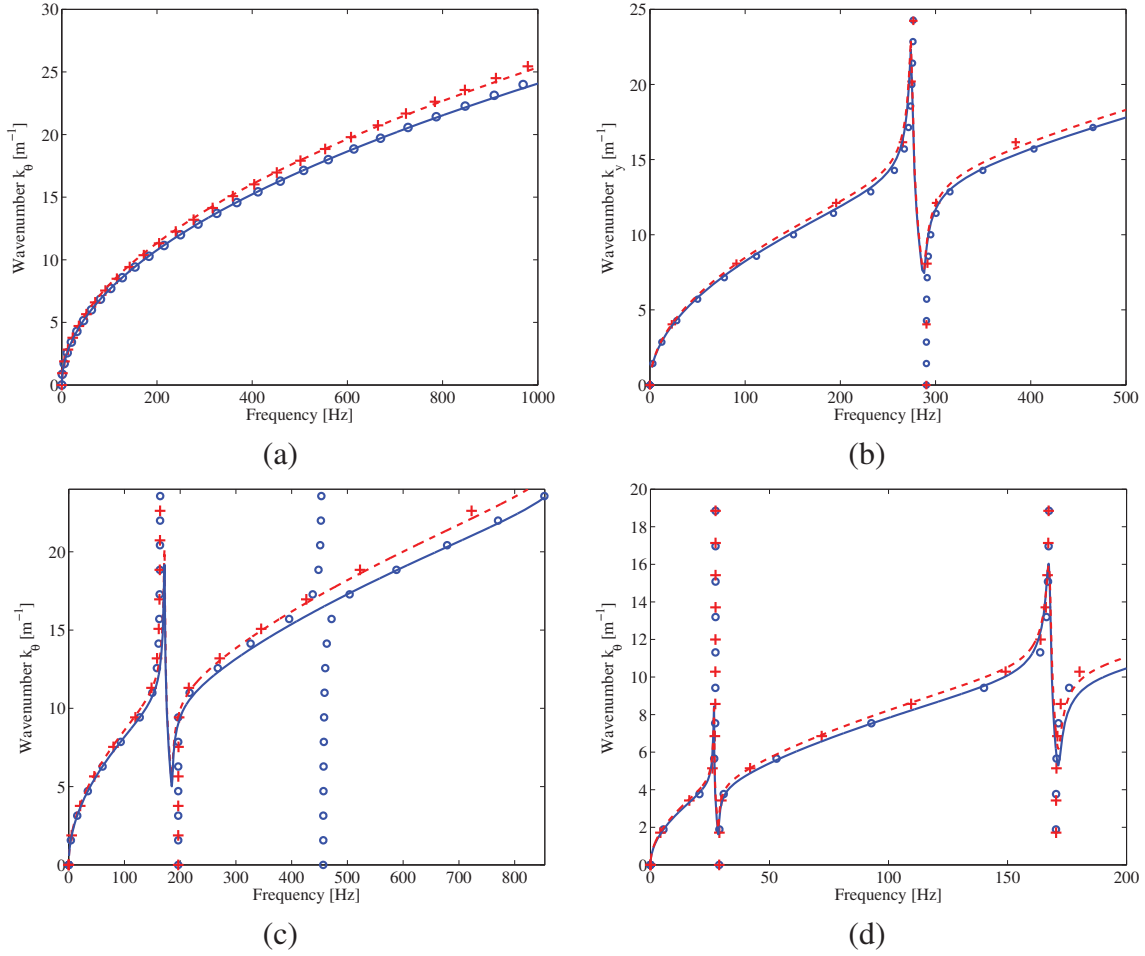 30
25
20
15
10
5
0
Wavenumber k_θ [m⁻¹]
0 200 400 600 800 1000
Frequency [Hz]
(a)
25
20
15
10
5
0
Wavenumber k_y [m⁻¹]
0 100 200 300 400 500
Frequency [Hz]
(b)
20
15
10
5
0
Wavenumber k_θ [m⁻¹]
0 100 200 300 400 500 600 700 800
Frequency [Hz]
(c)
20
18
16
14
12
10
8
6
4
2
0
Wavenumber k_θ [m⁻¹]
0 50 100 150 200
Frequency [Hz]
(d)